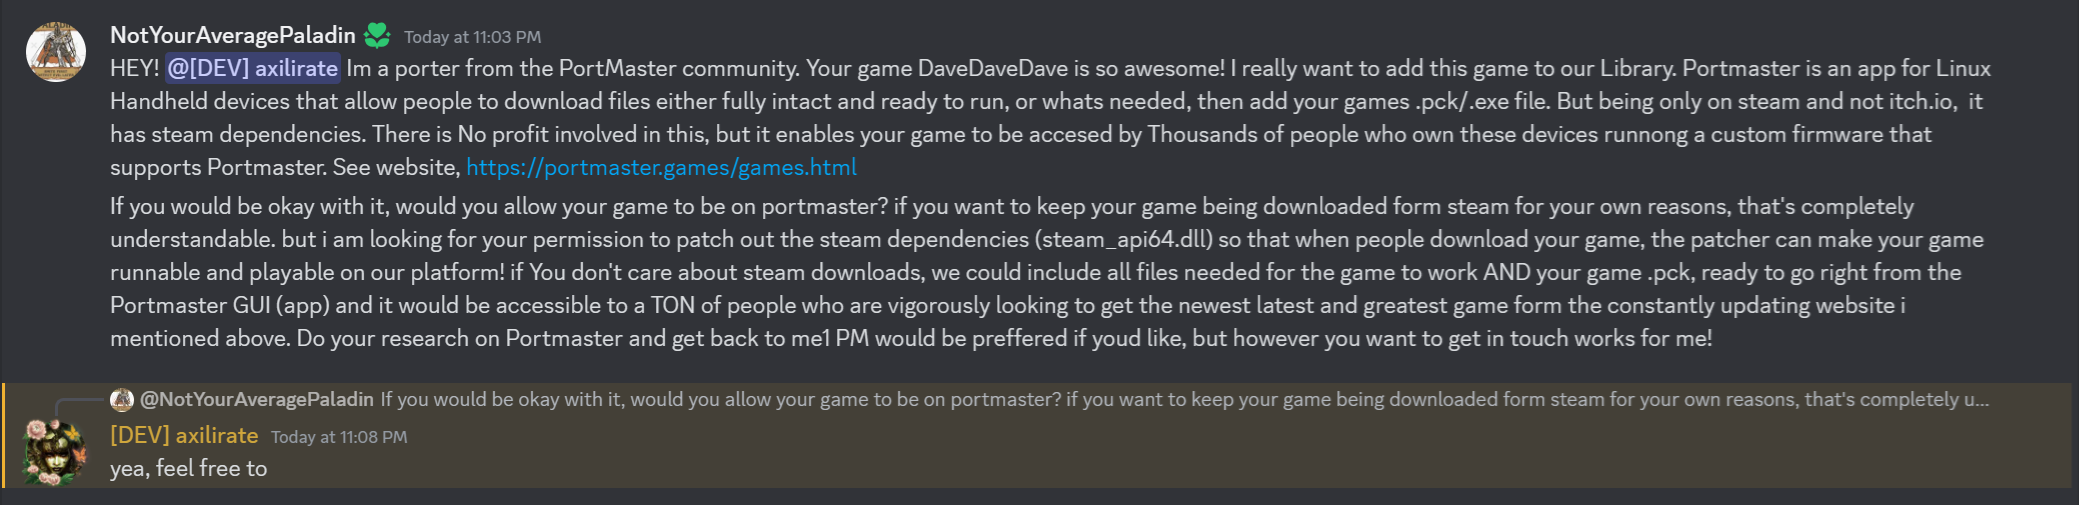 NotYourAveragePaladin Today at 11:03 PM
HEY! @[DEV] axilirate Im a porter from the PortMaster community. Your game DaveDaveDave is so awesome! I really want to add this game to our Library. Portmaster is an app for Linux
Handheld devices that allow people to download files either fully intact and ready to run, or whats needed, then add your games .pck/.exe file. But being only on steam and not itch.io, it
has steam dependencies. There is No profit involved in this, but it enables your game to be accesed by Thousands of people who own these devices runnong a custom firmware that
supports Portmaster. See website, https://portmaster.games/games.html
If you would be okay with it, would you allow your game to be on portmaster? if you want to keep your game being downloaded form steam for your own reasons, that's completely
understandable. but i am looking for your permission to patch out the steam dependencies (steam_api64.dll) so that when people download your game, the patcher can make your game
runnable and playable on our platform! if You don't care about steam downloads, we could include all files needed for the game to work AND your game .pck, ready to go right from the
Portmaster GUI (app) and it would be accessible to a TON of people who are vigorously looking to get the newest latest and greatest game form the constantly updating website i
mentioned above. Do your research on Portmaster and get back to me1 PM would be preffered if youd like, but however you want to get in touch works for me!
@NotYourAveragePaladin If you would be okay with it, would you allow your game to be on portmaster? if you want to keep your game being downloaded form steam for your own reasons, that's completely u...
[DEV] axilirate Today at 11:08 PM
yea, feel free to